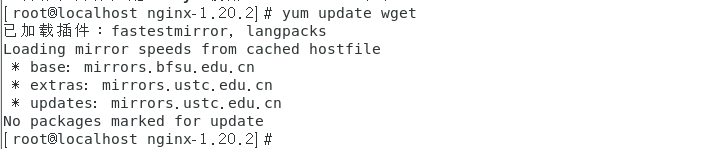 [root@localhost nginx-1.20.2]# yum update wget
已加载插件：fastestmirror, langpacks
Loading mirror speeds from cached hostfile
 * base: mirrors.bfsu.edu.cn
 * extras: mirrors.ustc.edu.cn
 * updates: mirrors.ustc.edu.cn
No packages marked for update
[root@localhost nginx-1.20.2]#